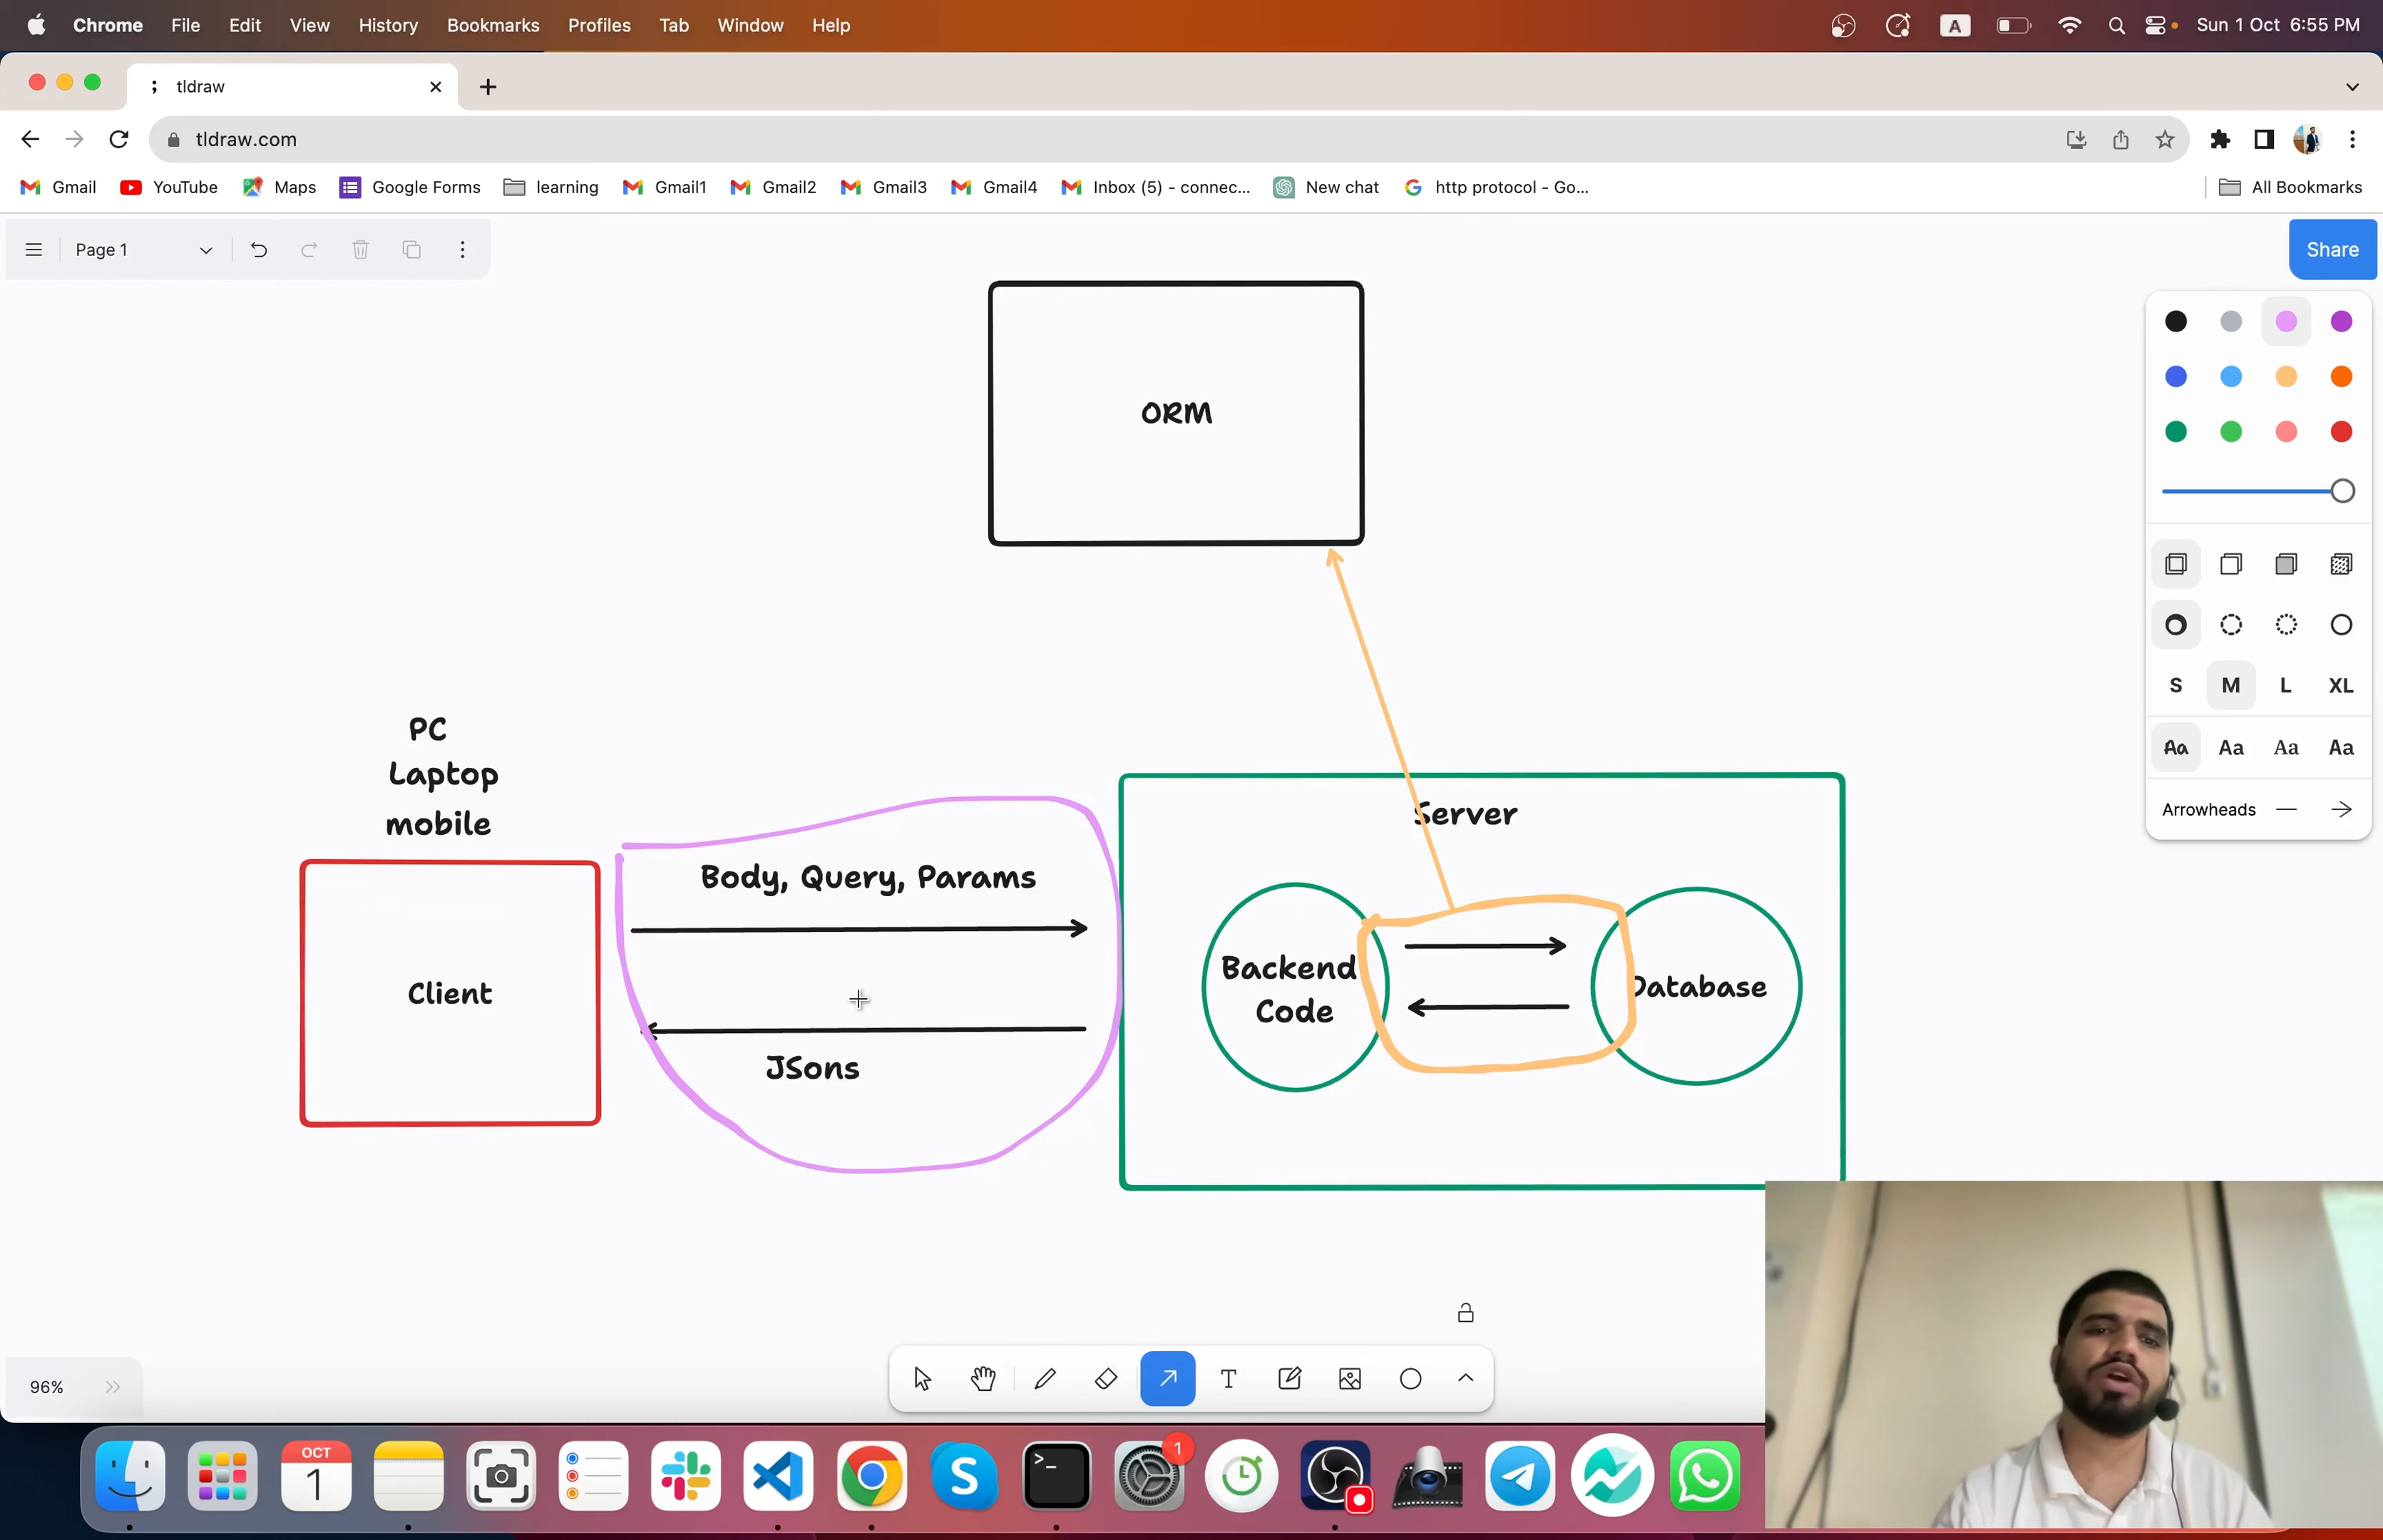 Chrome File Edit View History Bookmarks Profiles Tab Window Help
A
Sun 1 Oct 6:55 PM
tldraw
tldraw.com
Gmail YouTube Maps Google Forms learning Gmail1 Gmail2 Gmail3 Gmail4 Inbox (5) - connec... New chat http protocol - Go... All Bookmarks
Page 1
Share
ORM
S M L XL
Aa Aa Aa Aa
Arrowheads
PC
Laptop
mobile
Server
Body, Query, Params
Client
Backend
Code
Database
JSons
T
96%
OCT
1
S
>_
1